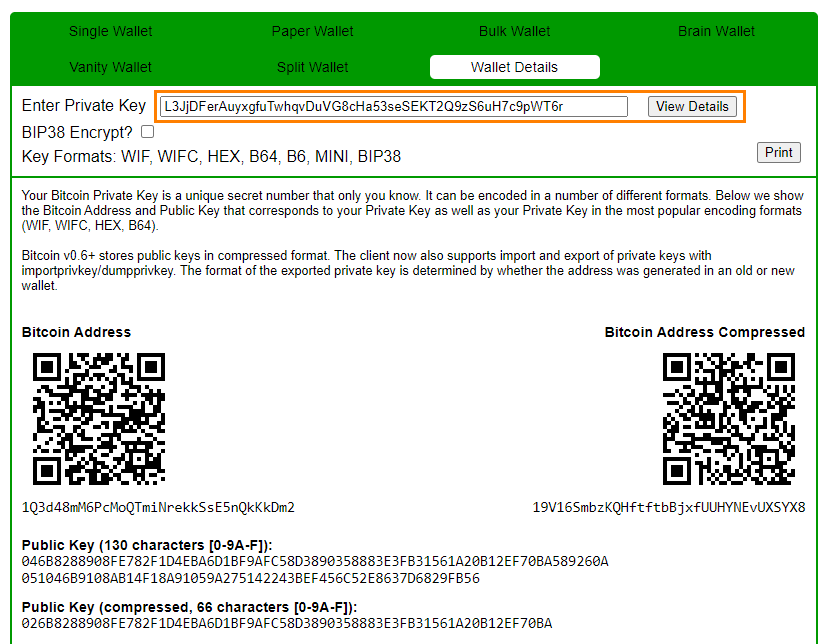 Single Wallet Paper Wallet Bulk Wallet Brain Wallet
Vanity Wallet Split Wallet Wallet Details
Enter Private Key L3JjDFerAuyxgfuTwhqvDuVG8cHa53seSEKT2Q9zS6uH7c9pWT6r View Details
BIP38 Encrypt?
Key Formats: WIF, WIFC, HEX, B64, B6, MINI, BIP38
Print
Your Bitcoin Private Key is a unique secret number that only you know. It can be encoded in a number of different formats. Below we show
the Bitcoin Address and Public Key that corresponds to your Private Key as well as your Private Key in the most popular encoding formats
(WIF, WIFC, HEX, B64).
Bitcoin v0.6+ stores public keys in compressed format. The client now also supports import and export of private keys with
importprivkey/dumpprivkey. The format of the exported private key is determined by whether the address was generated in an old or new
wallet.
Bitcoin Address Bitcoin Address Compressed
1Q3d48mM6PcMoQTmiNrekkSsE5nQkKkDm2 19V16SmbzKQHftftbBjxfUUHYNEvUXSYX8
Public Key (130 characters [0-9A-F]):
046B8288908FE782F1D4EBA6D1BF9AFC58D3890358883E3FB31561A20B12EF70BA589260A
051046B9108AB14F18A91059A275142243BEF456C52E8637D6829FB56
Public Key (compressed, 66 characters [0-9A-F]):
026B8288908FE782F1D4EBA6D1BF9AFC58D3890358883E3FB31561A20B12EF70BA